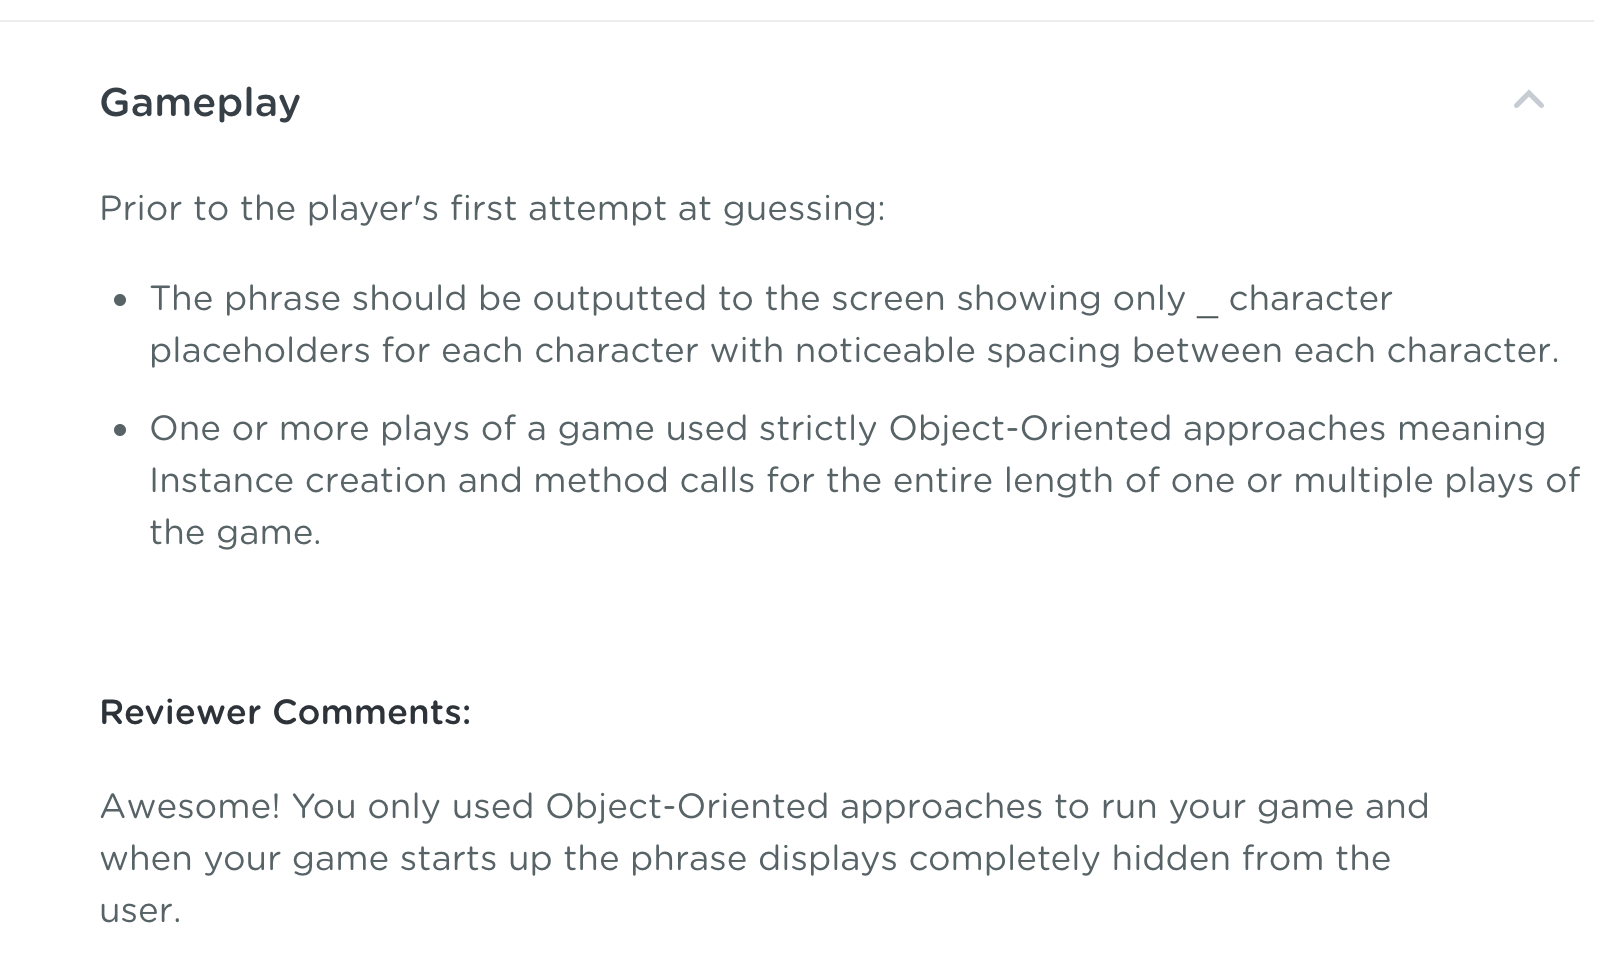 Gameplay
Prior to the player's first attempt at guessing:
• The phrase should be outputted to the screen showing only _ character
placeholders for each character with noticeable spacing between each character.
• One or more plays of a game used strictly Object-Oriented approaches meaning
Instance creation and method calls for the entire length of one or multiple plays of
the game.
Reviewer Comments:
Awesome! You only used Object-Oriented approaches to run your game and
when your game starts up the phrase displays completely hidden from the
user.